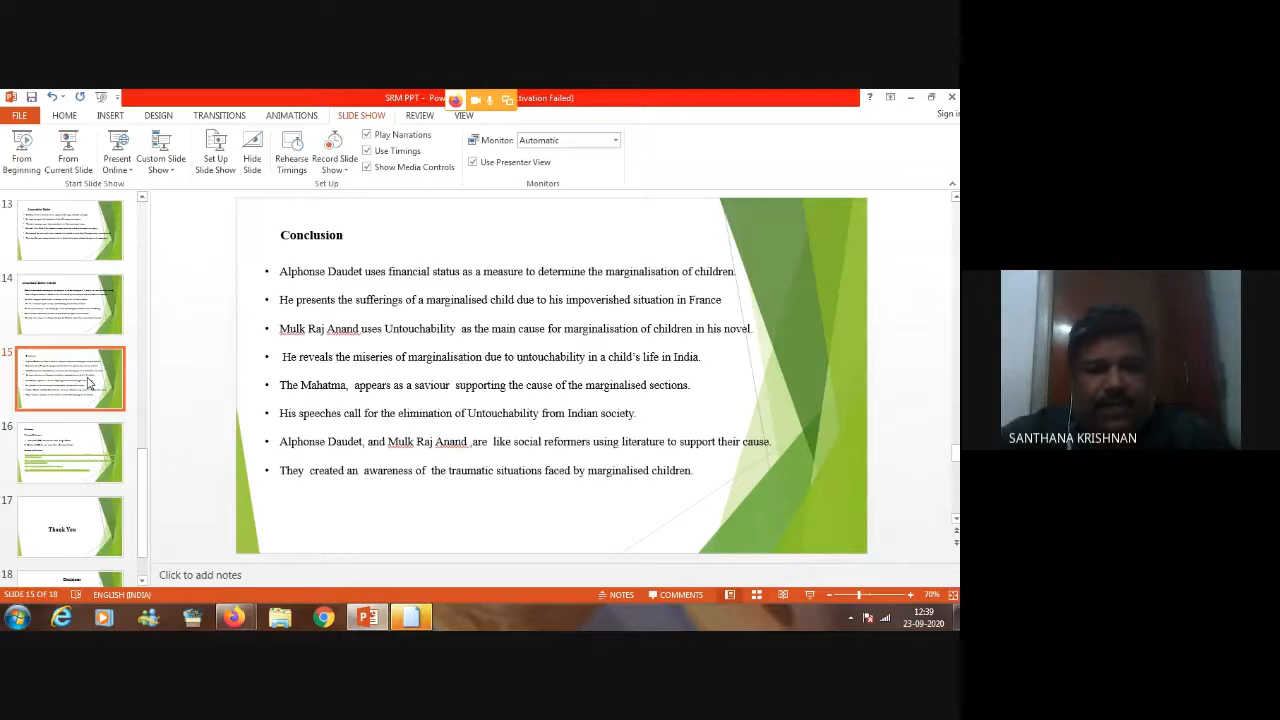 SRM PPT - Pow
tivation Failed)
FILE HOME INSERT DESIGN TRANSITIONS ANIMATIONS SLIDE SHOW REVIEW VIEW
Sign in
From Beginning
From Current Slide
Present Online
Custom Slide Show
Set Up Slide Show
Hide Slide
Rehearse Timings
Record Slide Show
Play Narrations
Use Timings
Show Media Controls
Monitor: Automatic
Use Presenter View
Start Slide Show
Set Up
Monitors
13
14
15
16
17
Thank You
18
Conclusion
• Alphonse Daudet uses financial status as a measure to determine the marginalisation of children.
• He presents the sufferings of a marginalised child due to his impoverished situation in France
• Mulk Raj Anand uses Untouchability as the main cause for marginalisation of children in his novel.
• He reveals the miseries of marginalisation due to untouchability in a child's life in India.
• The Mahatma, appears as a saviour supporting the cause of the marginalised sections.
• His speeches call for the elimination of Untouchability from Indian society.
• Alphonse Daudet, and Mulk Raj Anand ,are like social reformers using literature to support their cause.
• They created an awareness of the traumatic situations faced by marginalised children.
Click to add notes
SLIDE 15 OF 18
ENGLISH (INDIA)
NOTES
COMMENTS
70%
12:39
23-09-2020
SANTHANA KRISHNAN